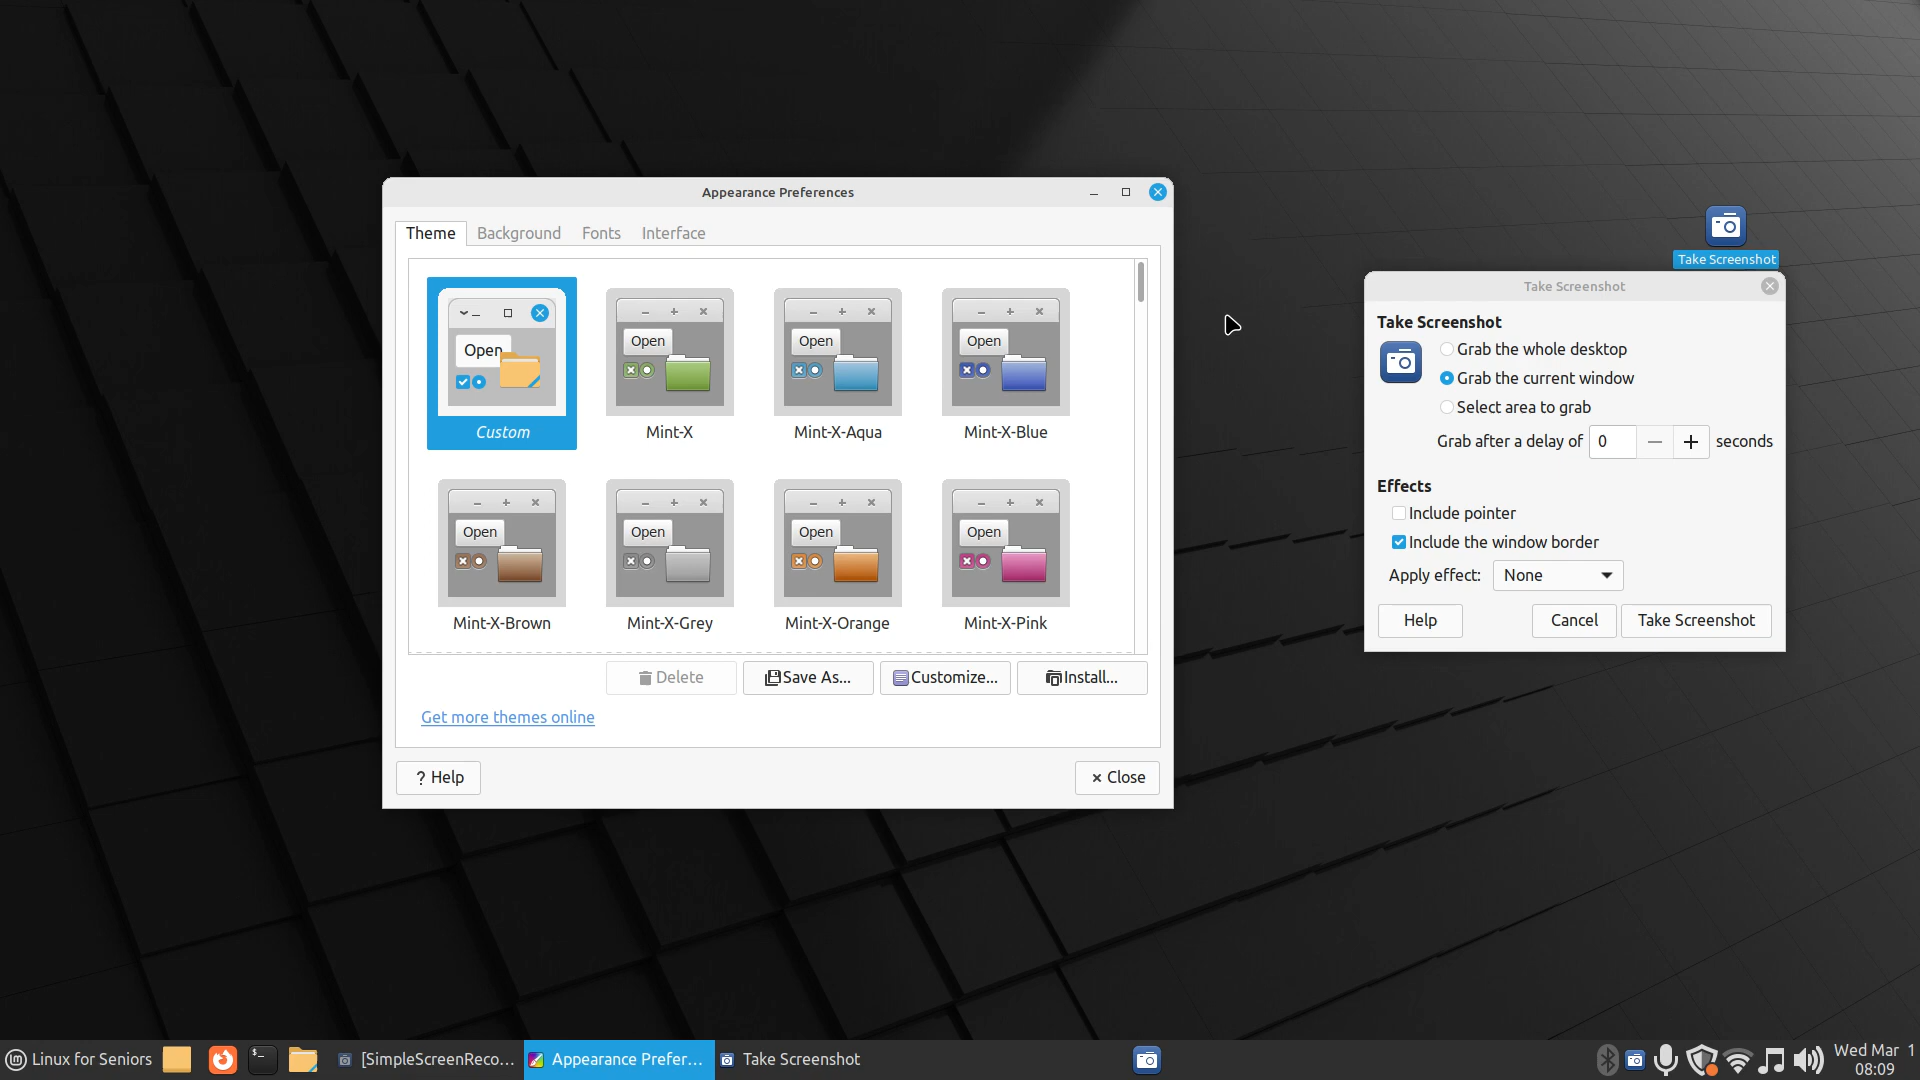 Appearance Preferences
Theme Background Fonts Interface
Open
Custom
Open
Mint-X
Open
Mint-X-Aqua
Open
Mint-X-Blue
Open
Mint-X-Brown
Open
Mint-X-Grey
Open
Mint-X-Orange
Open
Mint-X-Pink
Delete Save As... Customize... Install...
Get more themes online
? Help × Close
Take Screenshot
Take Screenshot
Take Screenshot
Grab the whole desktop
Grab the current window
Select area to grab
Grab after a delay of 0 − + seconds
Effects
Include pointer
Include the window border
Apply effect: None
Help Cancel Take Screenshot
Linux for Seniors [SimpleScreenReco... Appearance Prefer... Take Screenshot
Wed Mar 1
08:09